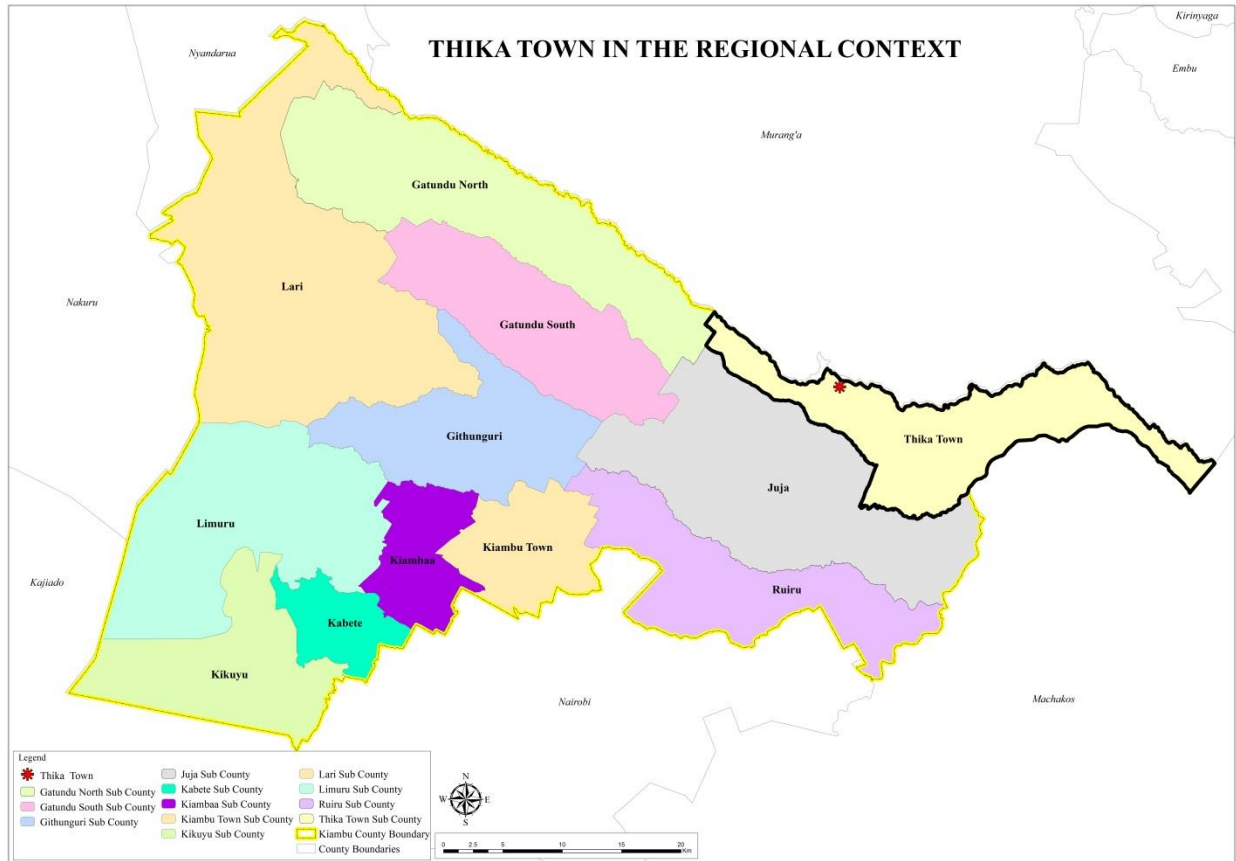 Kirinyaga
THIKA TOWN IN THE REGIONAL CONTEXT
Nyandarua
Embu
Murang'a
Gatundu North
Lari
Nakuru
Gatundu South
Githunguri
Thika Town
Juja
Limuru
Kiambu Town
Kiambaa
Kajiado
Ruiru
Kabete
Kikuyu
Nairobi
Machakos
Legend
Thika Town
Gatundu North Sub County
Gatundu South Sub County
Githunguri Sub County
Juja Sub County
Kabete Sub County
Kiambaa Sub County
Kiambu Town Sub County
Kikuyu Sub County
Lari Sub County
Limuru Sub County
Ruiru Sub County
Thika Town Sub County
Kiambu County Boundary
County Boundaries
N
W E
S
0 2.5 5 10 15 20
Km